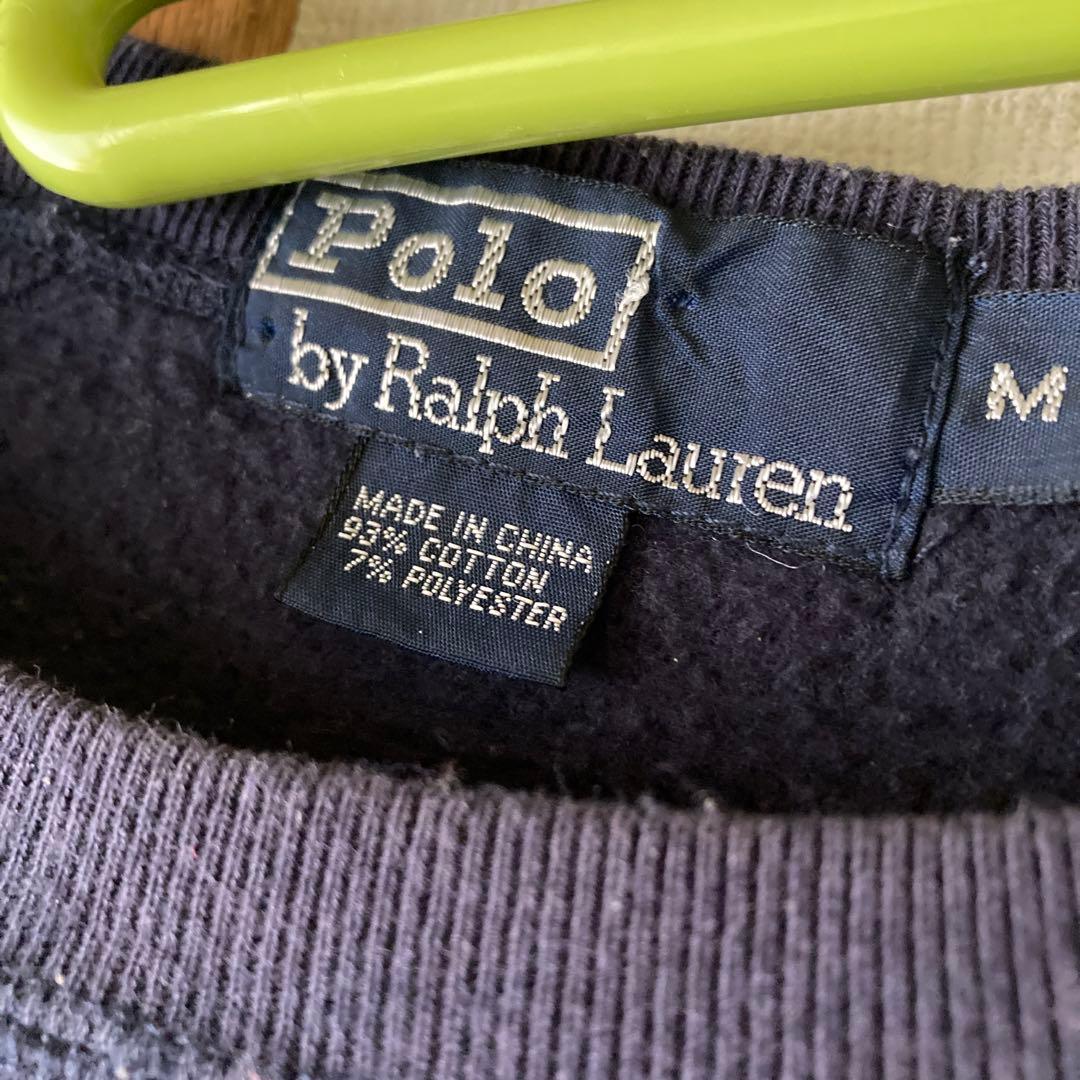 Polo
by Ralph Lauren
M
MADE IN CHINA
93% COTTON
7% POLYESTER